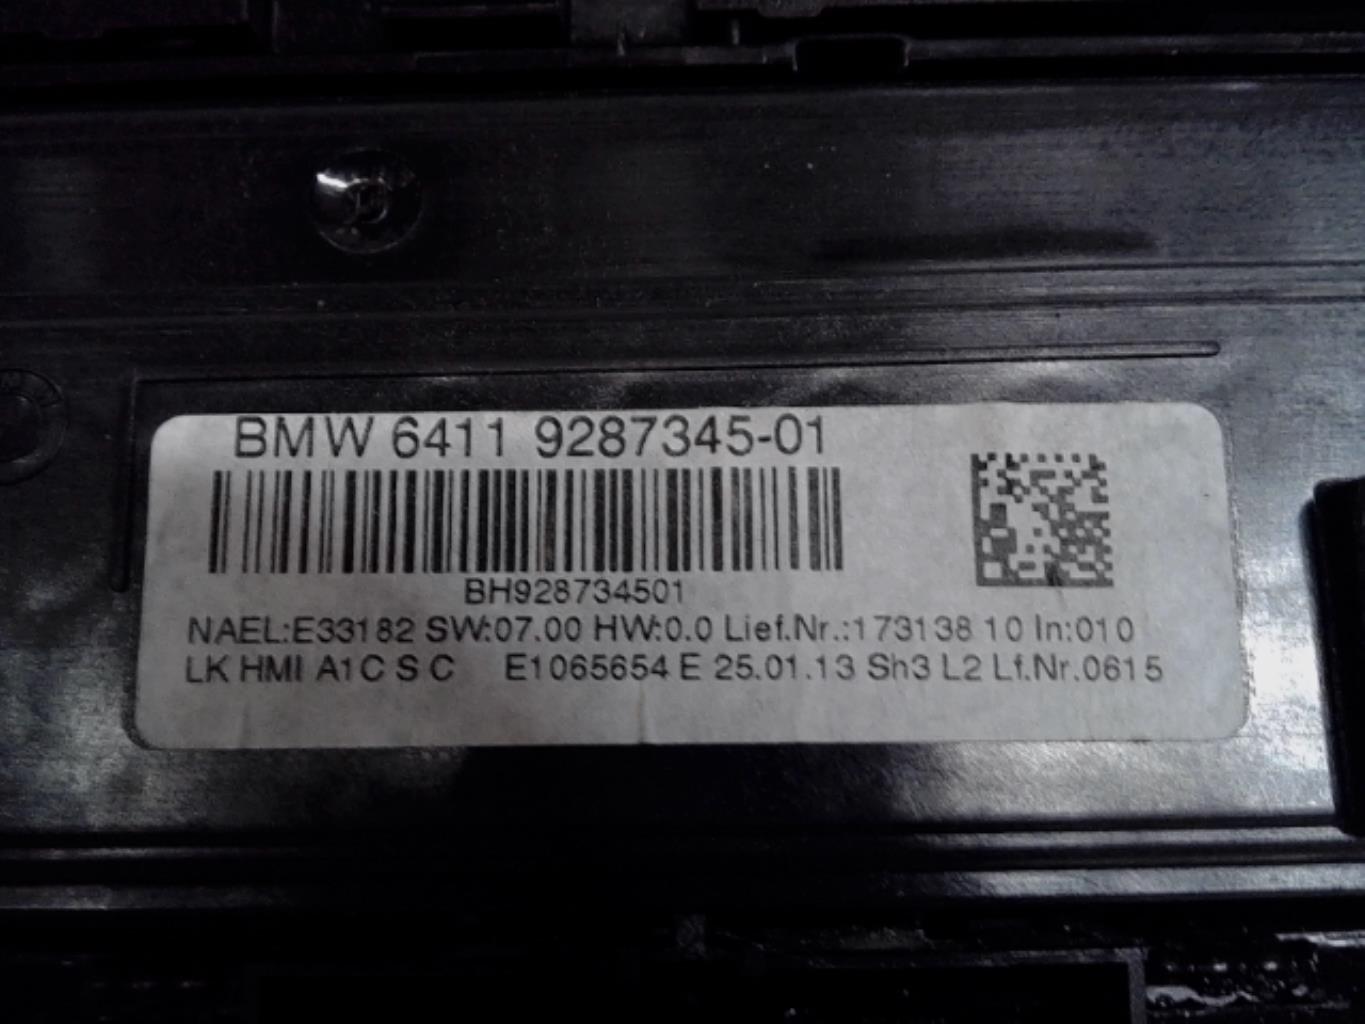 BMW 6411 9287345-01
BH928734501
NAEL:E33182 SW:07.00 HW:0.0 Lief.Nr.:173138 10 In:010
LK HMI A1C S C E1065654 E 25.01.13 Sh3 L2 Lf.Nr.0615